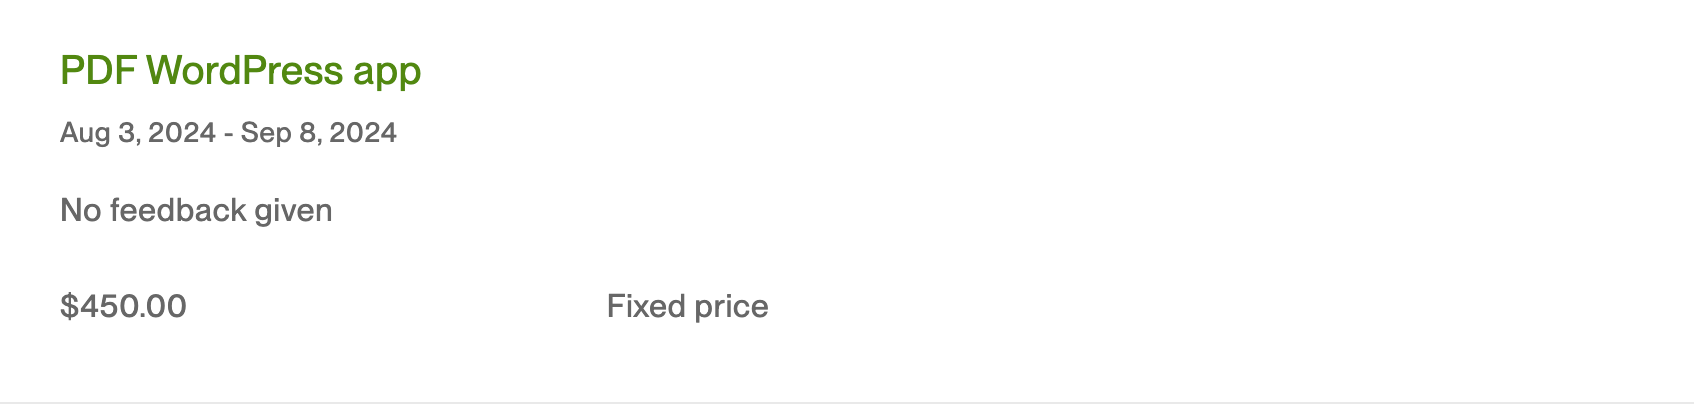 PDF WordPress app
Aug 3, 2024 - Sep 8, 2024
No feedback given
$450.00 Fixed price